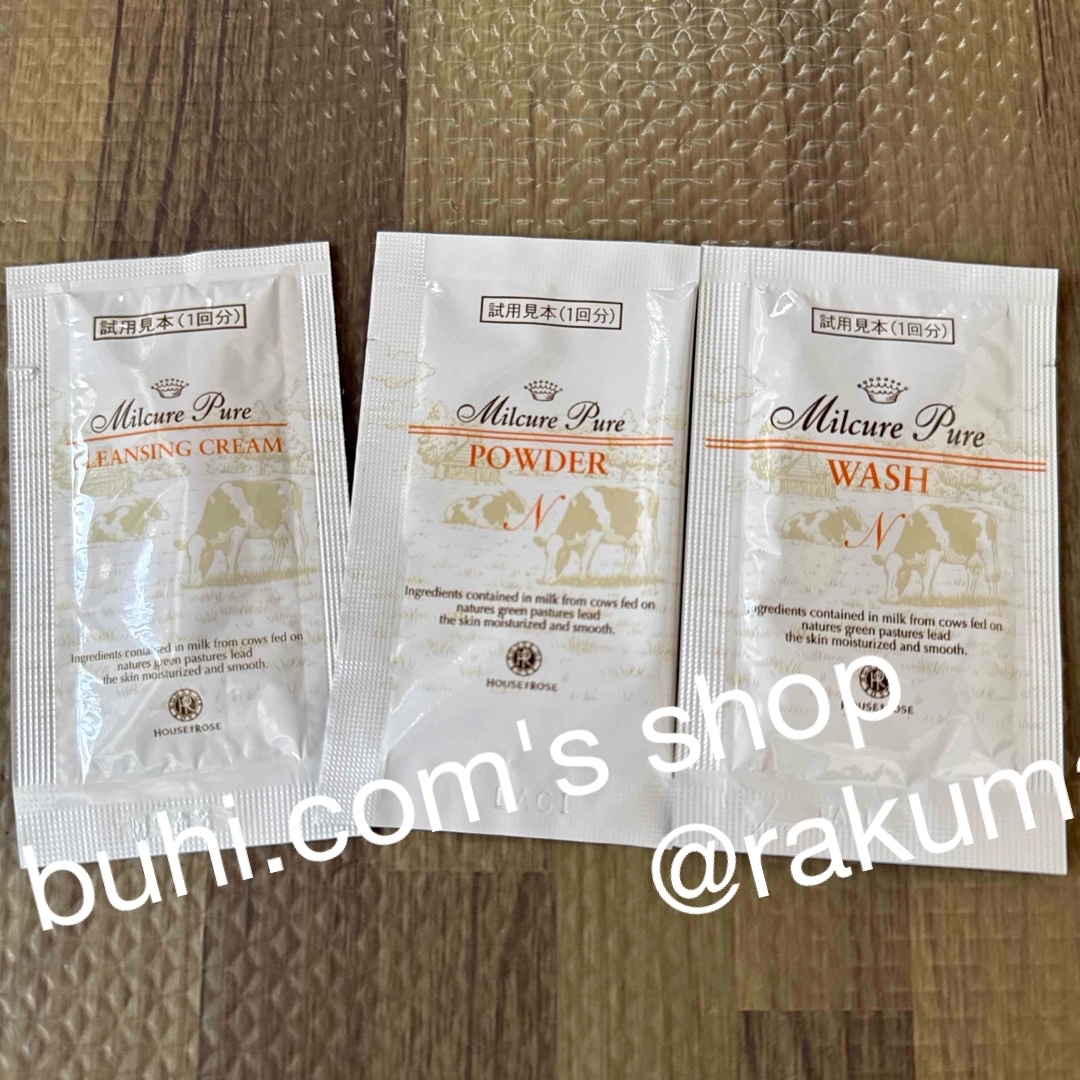 試用見本(1回分)
Milcure Pure
LEANSING CREAM
Ingredients contained in milk from cows fed on
natures green pastures lead
the skin moisturized and smooth.
HOUSE OF ROSE
試用見本(1回分)
Milcure Pure
POWDER
N
Ingredients contained in milk from cows fed on
natures green pastures lead
the skin moisturized and smooth.
HOUSE OF ROSE
試用見本(1回分)
Milcure Pure
WASH
N
Ingredients contained in milk from cows fed on
natures green pastures lead
the skin moisturized and smooth.
HOUSE OF ROSE
buhi.com's shop
@rakuma